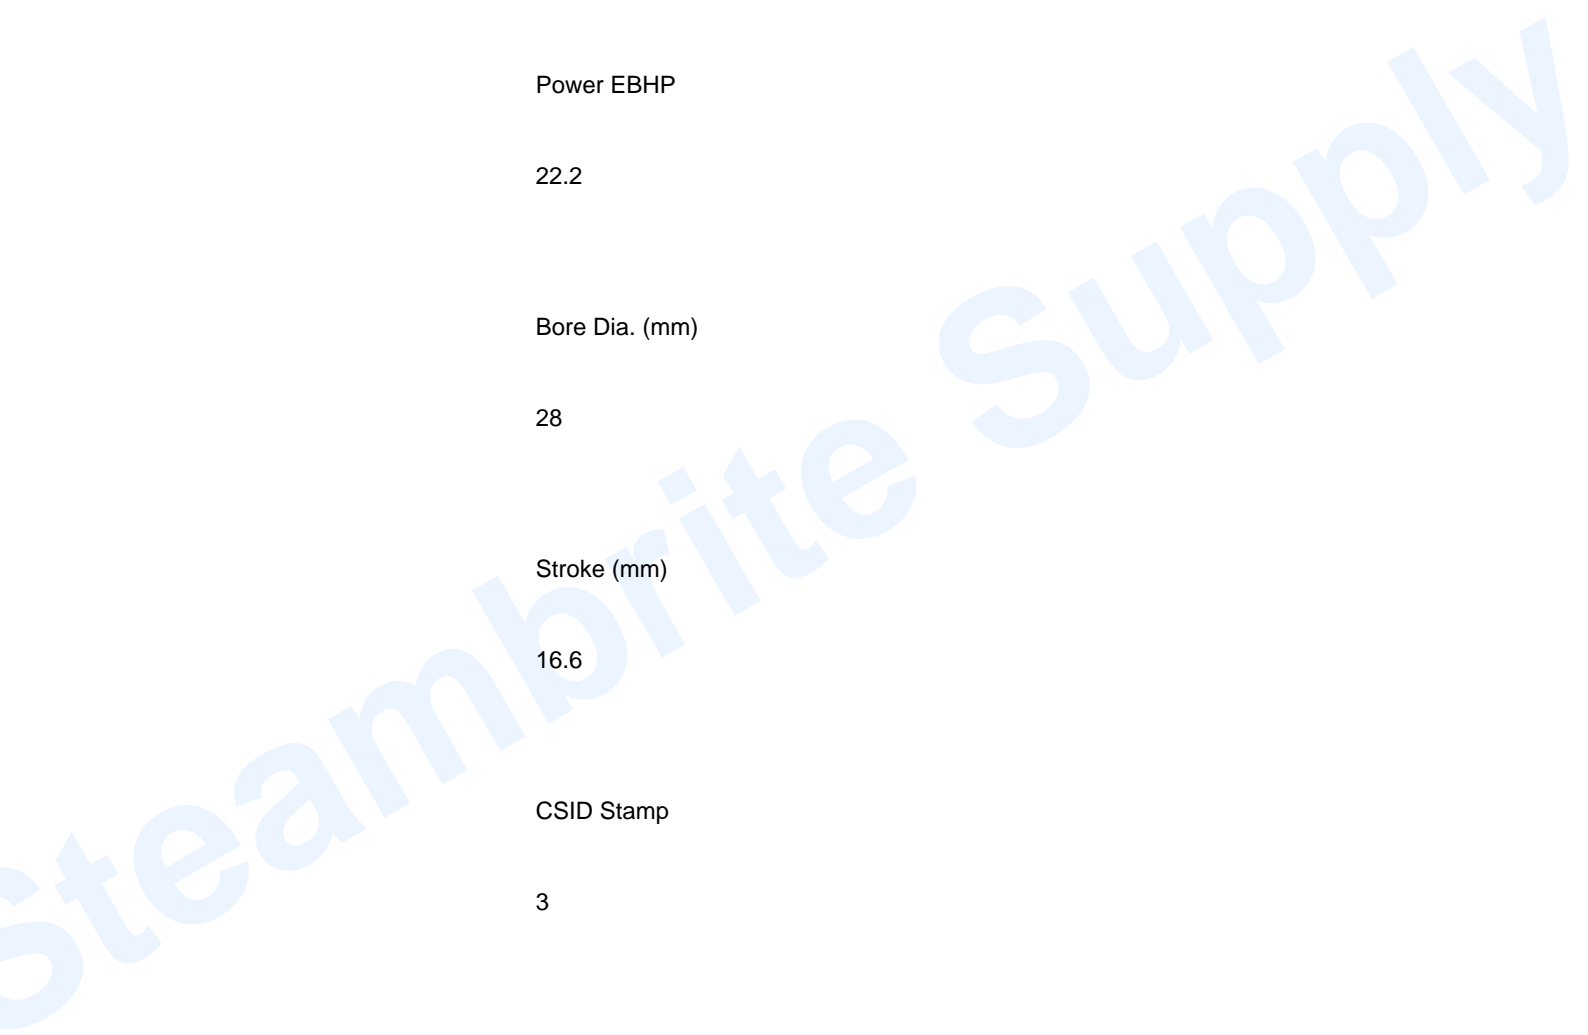 Power EBHP
22.2
Bore Dia. (mm)
28
Stroke (mm)
16.6
CSID Stamp
3
Steambrite Supply